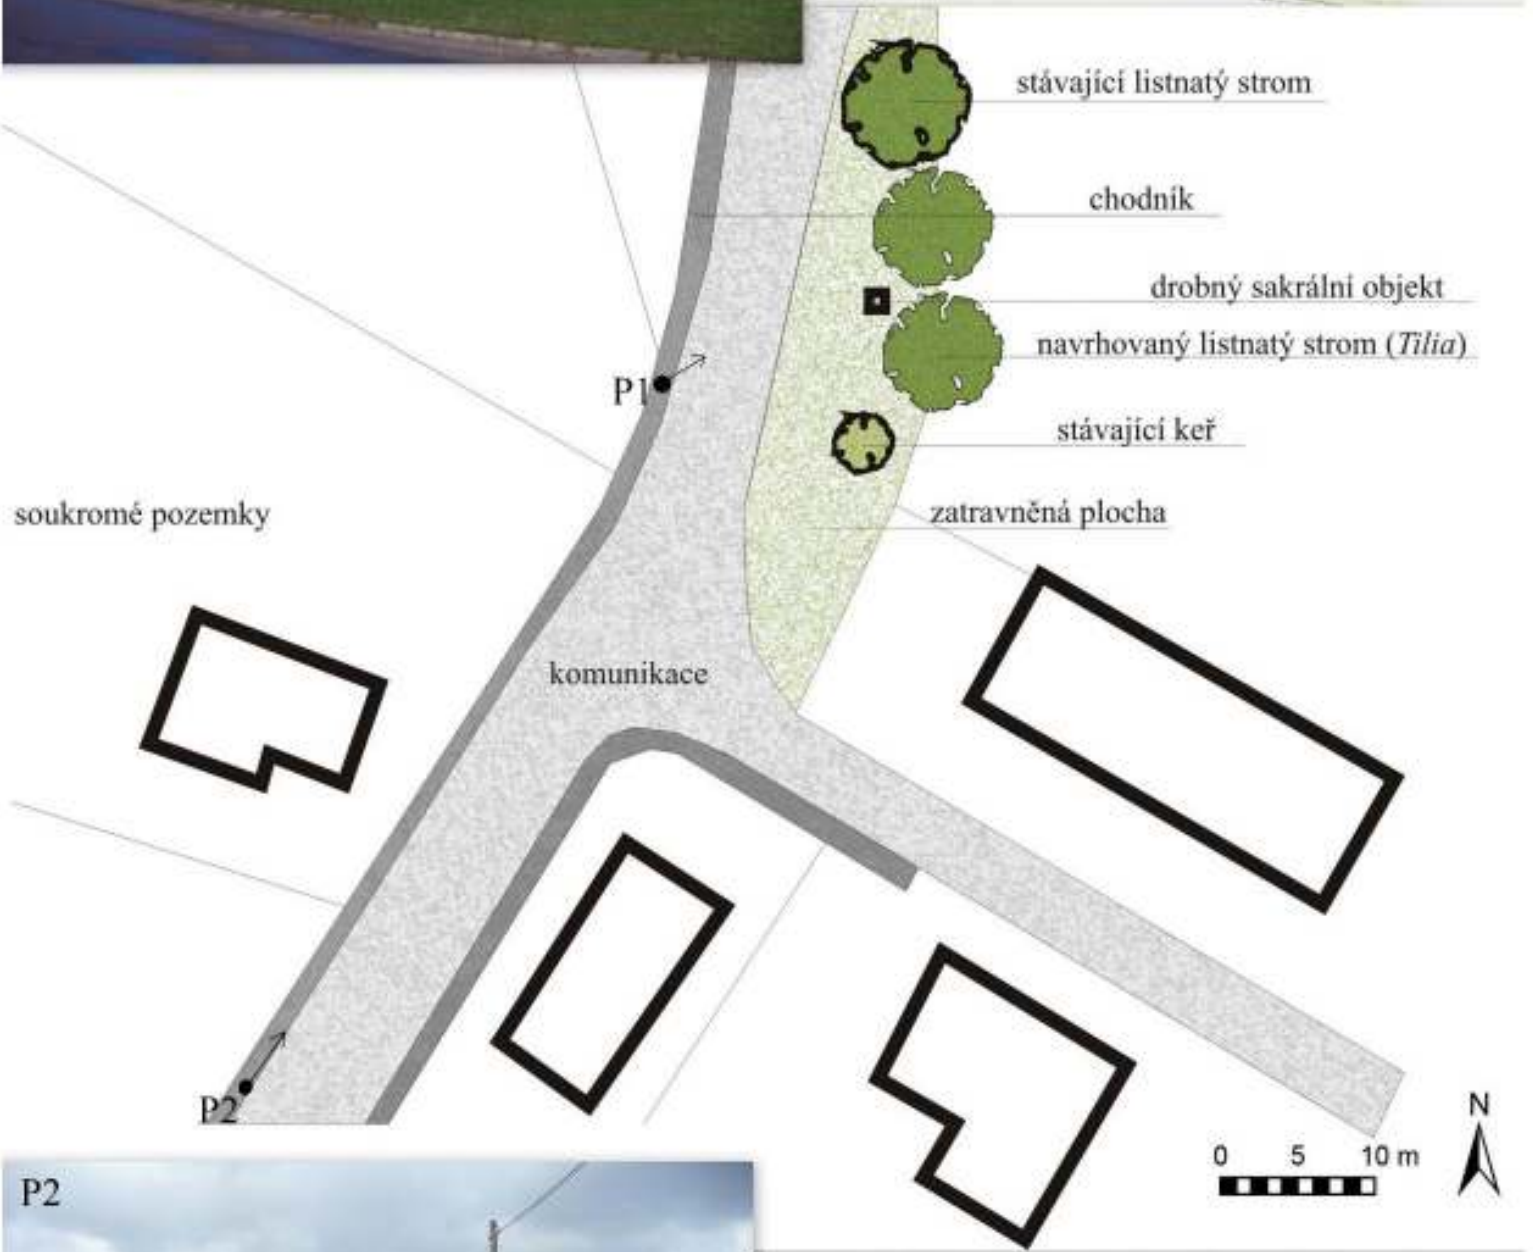 stávající listnatý strom
chodník
drobný sakrální objekt
navrhovaný listnatý strom (Tilia)
P1
stávající keř
soukromé pozemky
zatravněná plocha
komunikace
P2
N
0 5 10 m
P2